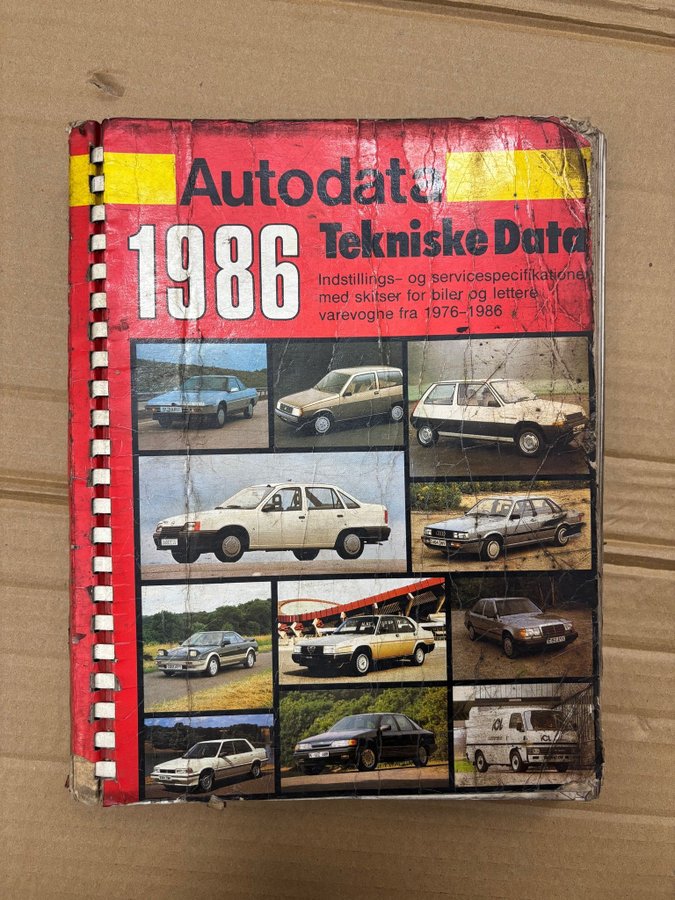 Autodata
1986
Tekniske Data
Indstillings- og servicespecifikationer
med skitser for biler og lettere
varevogne fra 1976-1986